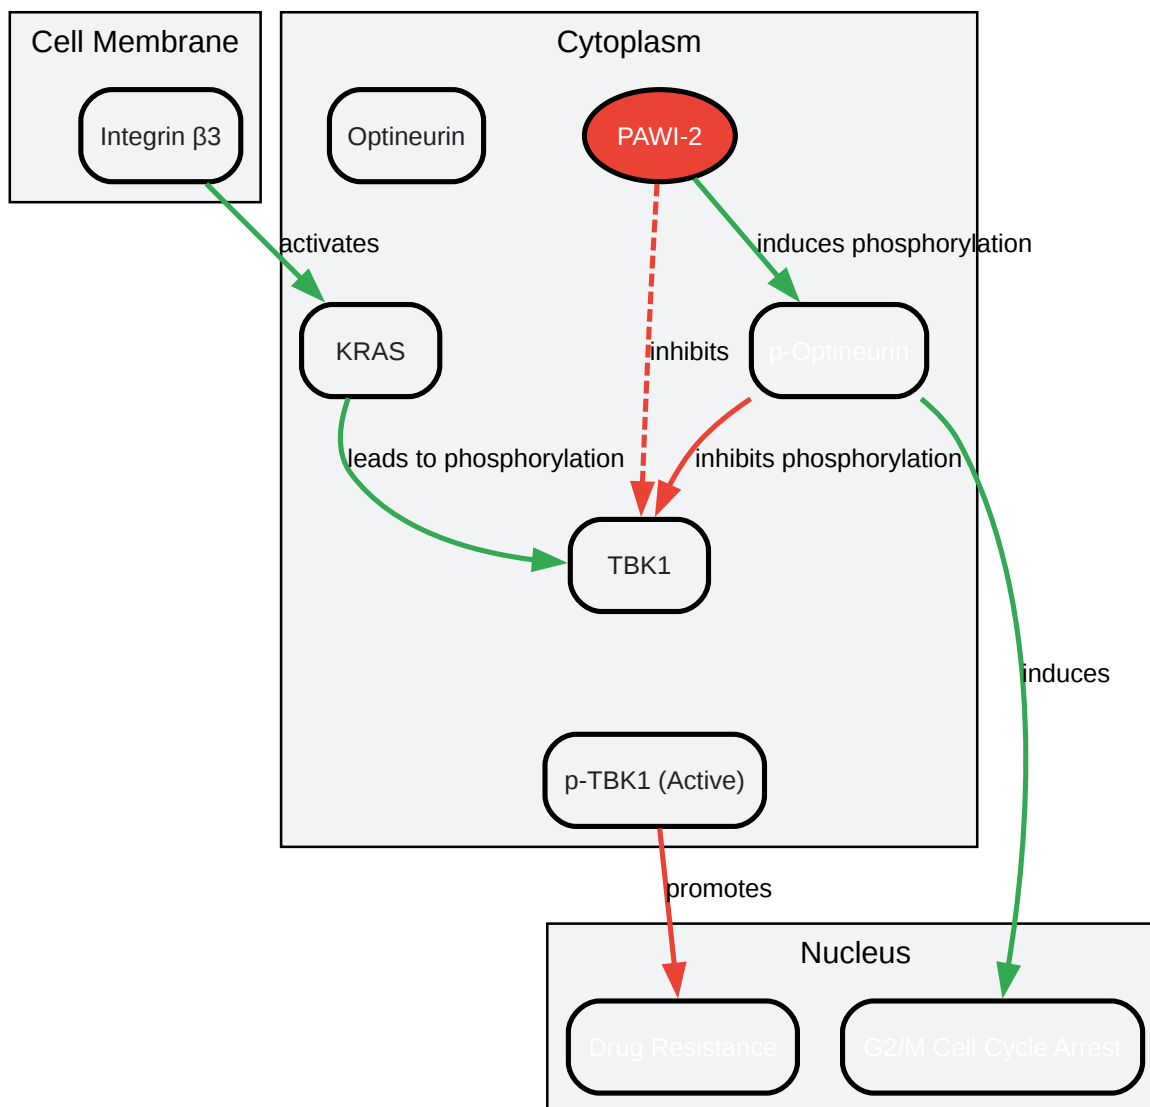 Cell Membrane
Cytoplasm
Integrin β3
Optineurin
PAWI-2
activates
induces phosphorylation
KRAS
inhibits
p-Optineurin
leads to phosphorylation
inhibits phosphorylation
TBK1
induces
p-TBK1 (Active)
promotes
Nucleus
Drug Resistance
G2/M Cell Cycle Arrest